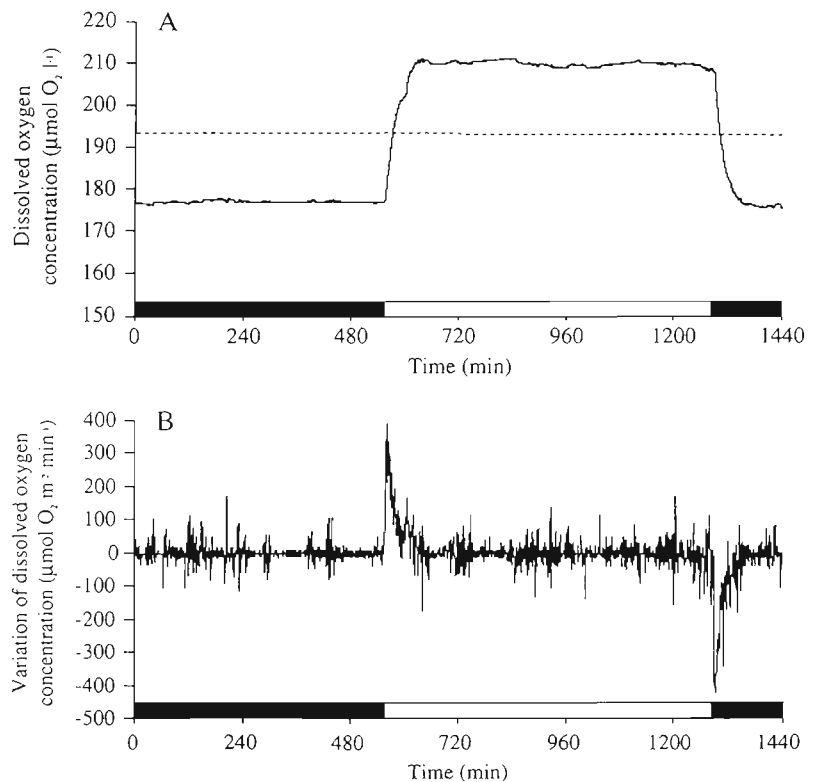 A
Dissolved oxygen
concentration (μmol O₂ l⁻¹)
220
210
200
190
180
170
160
150
0 240 480 720 960 1200 1440
Time (min)
B
Variation of dissolved oxygen
concentration (μmol O₂ m⁻² min⁻¹)
400
300
200
100
0
-100
-200
-300
-400
-500
0 240 480 720 960 1200 1440
Time (min)